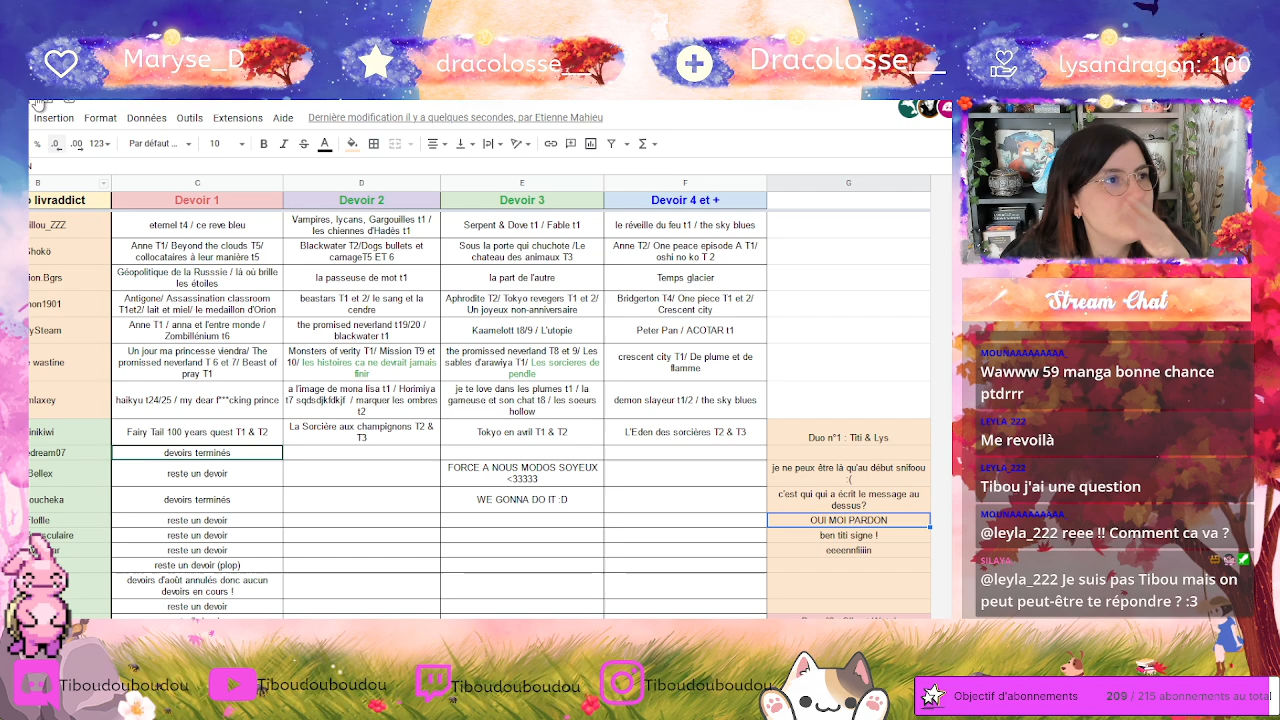 Maryse_D
dracolosse__
Dracolosse__
lysandragon: 100
Insertion Format Données Outils Extensions Aide Dernière modification il y a quelques secondes, par Etienne Mahieu
% .0 .00 123 Par défaut ... 10 B I S A
B C D E F G
livraddict Devoir 1 Devoir 2 Devoir 3 Devoir 4 et +
illou_ZZZ eternel t4 / ce reve bleu Vampires, lycans, Gargouilles t1 / les chiennes d'Hadès t1 Serpent & Dove t1 / Fable t1 le réveille du feu t1 / the sky blues
Shokö Anne T1/ Beyond the clouds T5/ collocataires à leur manière t5 Blackwater T2/Dogs bullets et carnageT5 ET 6 Sous la porte qui chuchote /Le chateau des animaux T3 Anne T2/ One peace episode A T1/ oshi no ko T 2
ion.Bgrs Géopolitique de la Russsie / là où brille les étoiles la passeuse de mot t1 la part de l'autre Temps glacier
non1901 Antigone/ Assassination classroom T1et2/ lait et miel/ le medaillon d'Orion beastars T1 et 2/ le sang et la cendre Aphrodite T2/ Tokyo revegers T1 et 2/ Un joyeux non-anniversaire Bridgerton T4/ One piece T1 et 2/ Crescent city
ySteam Anne T1 / anna et l'entre monde / Zombillénium t6 the promised neverland t19/20 / blackwater t1 Kaamelott t8/9 / L'utopie Peter Pan / ACOTAR t1
wastine Un jour ma princesse viendra/ The promissed neverland T 6 et 7/ Beast of pray T1 Monsters of verity T1/ Mission T9 et 10/ les histoires ca ne devrait jamais finir the promised neverland T8 et 9/ Les sables d'arawiya T1/ Les sorcieres de pendle crescent city T1/ De plume et de flamme
mlaxey haikyu t24/25 / my dear f***cking prince a l'image de mona lisa t1 / Horimiya t7 sqdsdjkfdkjf / marquer les ombres t2 je te love dans les plumes t1 / la gameuse et son chat t8 / les soeurs hollow demon slayer t1/2 / the sky blues
inikiwi Fairy Tail 100 years quest T1 & T2 La Sorcière aux champignons T2 & T3 Tokyo en avril T1 & T2 L'Eden des sorcières T2 & T3 Duo n°1 : Titi & Lys
edream07 devoirs terminés
Bellex reste un devoir FORCE A NOUS MODOS SOYEUX <33333 je ne peux être là qu'au début snifoou :(
oucheka devoirs terminés WE GONNA DO IT :D c'est qui qui a écrit le message au dessus?
Floflle reste un devoir OUI MOI PARDON
usculaire reste un devoir ben titi signe !
reste un devoir eeeennfiiiin
reste un devoir (plop)
devoirs d'août annulés donc aucun devoirs en cours !
reste un devoir
Stream Chat
MOUNAAAAAAAAA_
Wawww 59 manga bonne chance
ptdrrr
LEYLA_222
Me revoilà
LEYLA_222
Tibou j'ai une question
MOUNAAAAAAAAA_
@leyla_222 reee !! Comment ca va ?
SILAYA
@leyla_222 Je suis pas Tibou mais on
peut peut-être te répondre ? :3
Tiboudouboudou Tiboudouboudou Tiboudouboudou Tiboudouboudou
Objectif d'abonnements 209 / 215 abonnements au total